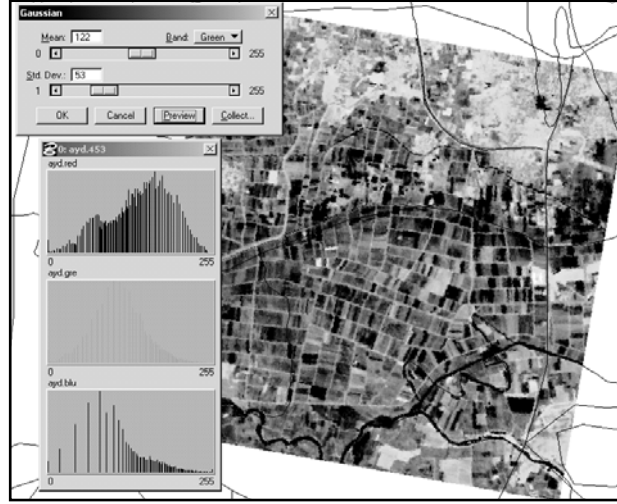 Gaussian
Mean: 122 Band: Green
0 255
Std. Dev.: 53
1 255
OK Cancel Preview Collect...
0: ayd.453
ayd.red
0 255
ayd.gre
0 255
ayd.blu
0 255